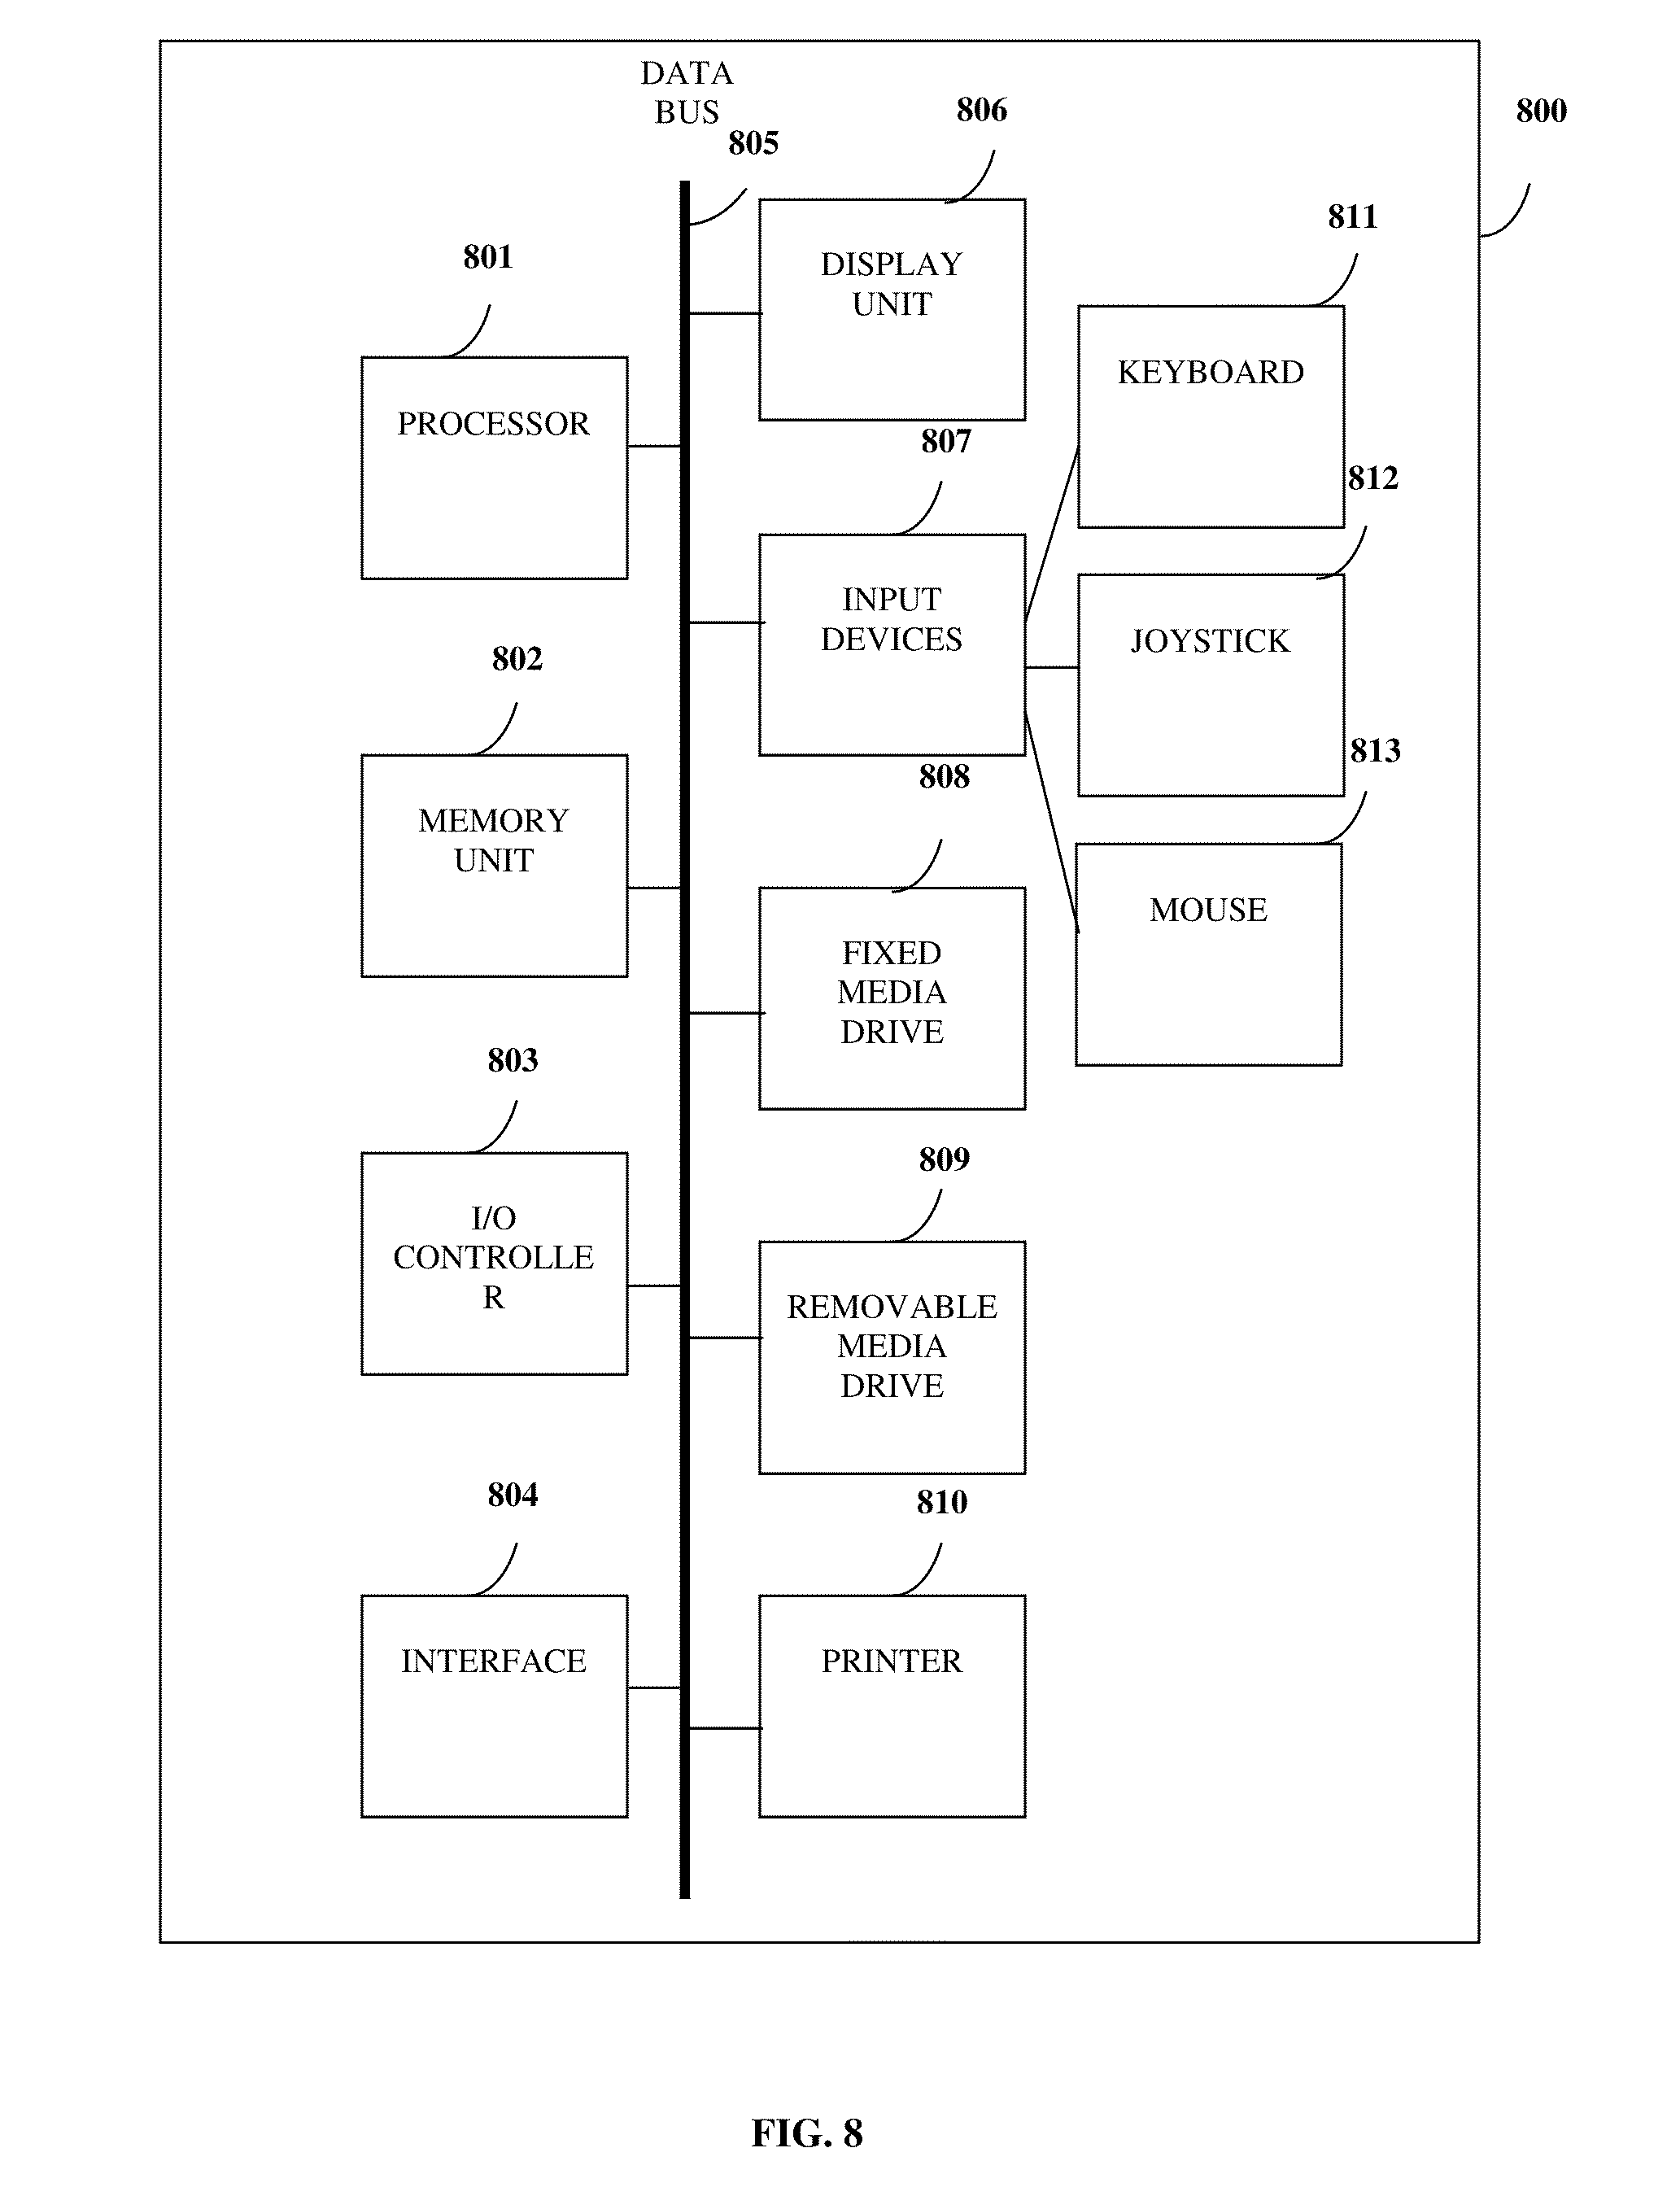 DATA
BUS
805
806
800
811
801
DISPLAY
UNIT
KEYBOARD
PROCESSOR
807
812
INPUT
DEVICES
JOYSTICK
802
813
808
MEMORY
UNIT
MOUSE
FIXED
MEDIA
DRIVE
803
809
I/O
CONTROLLE
R
REMOVABLE
MEDIA
DRIVE
804
810
INTERFACE
PRINTER
FIG. 8